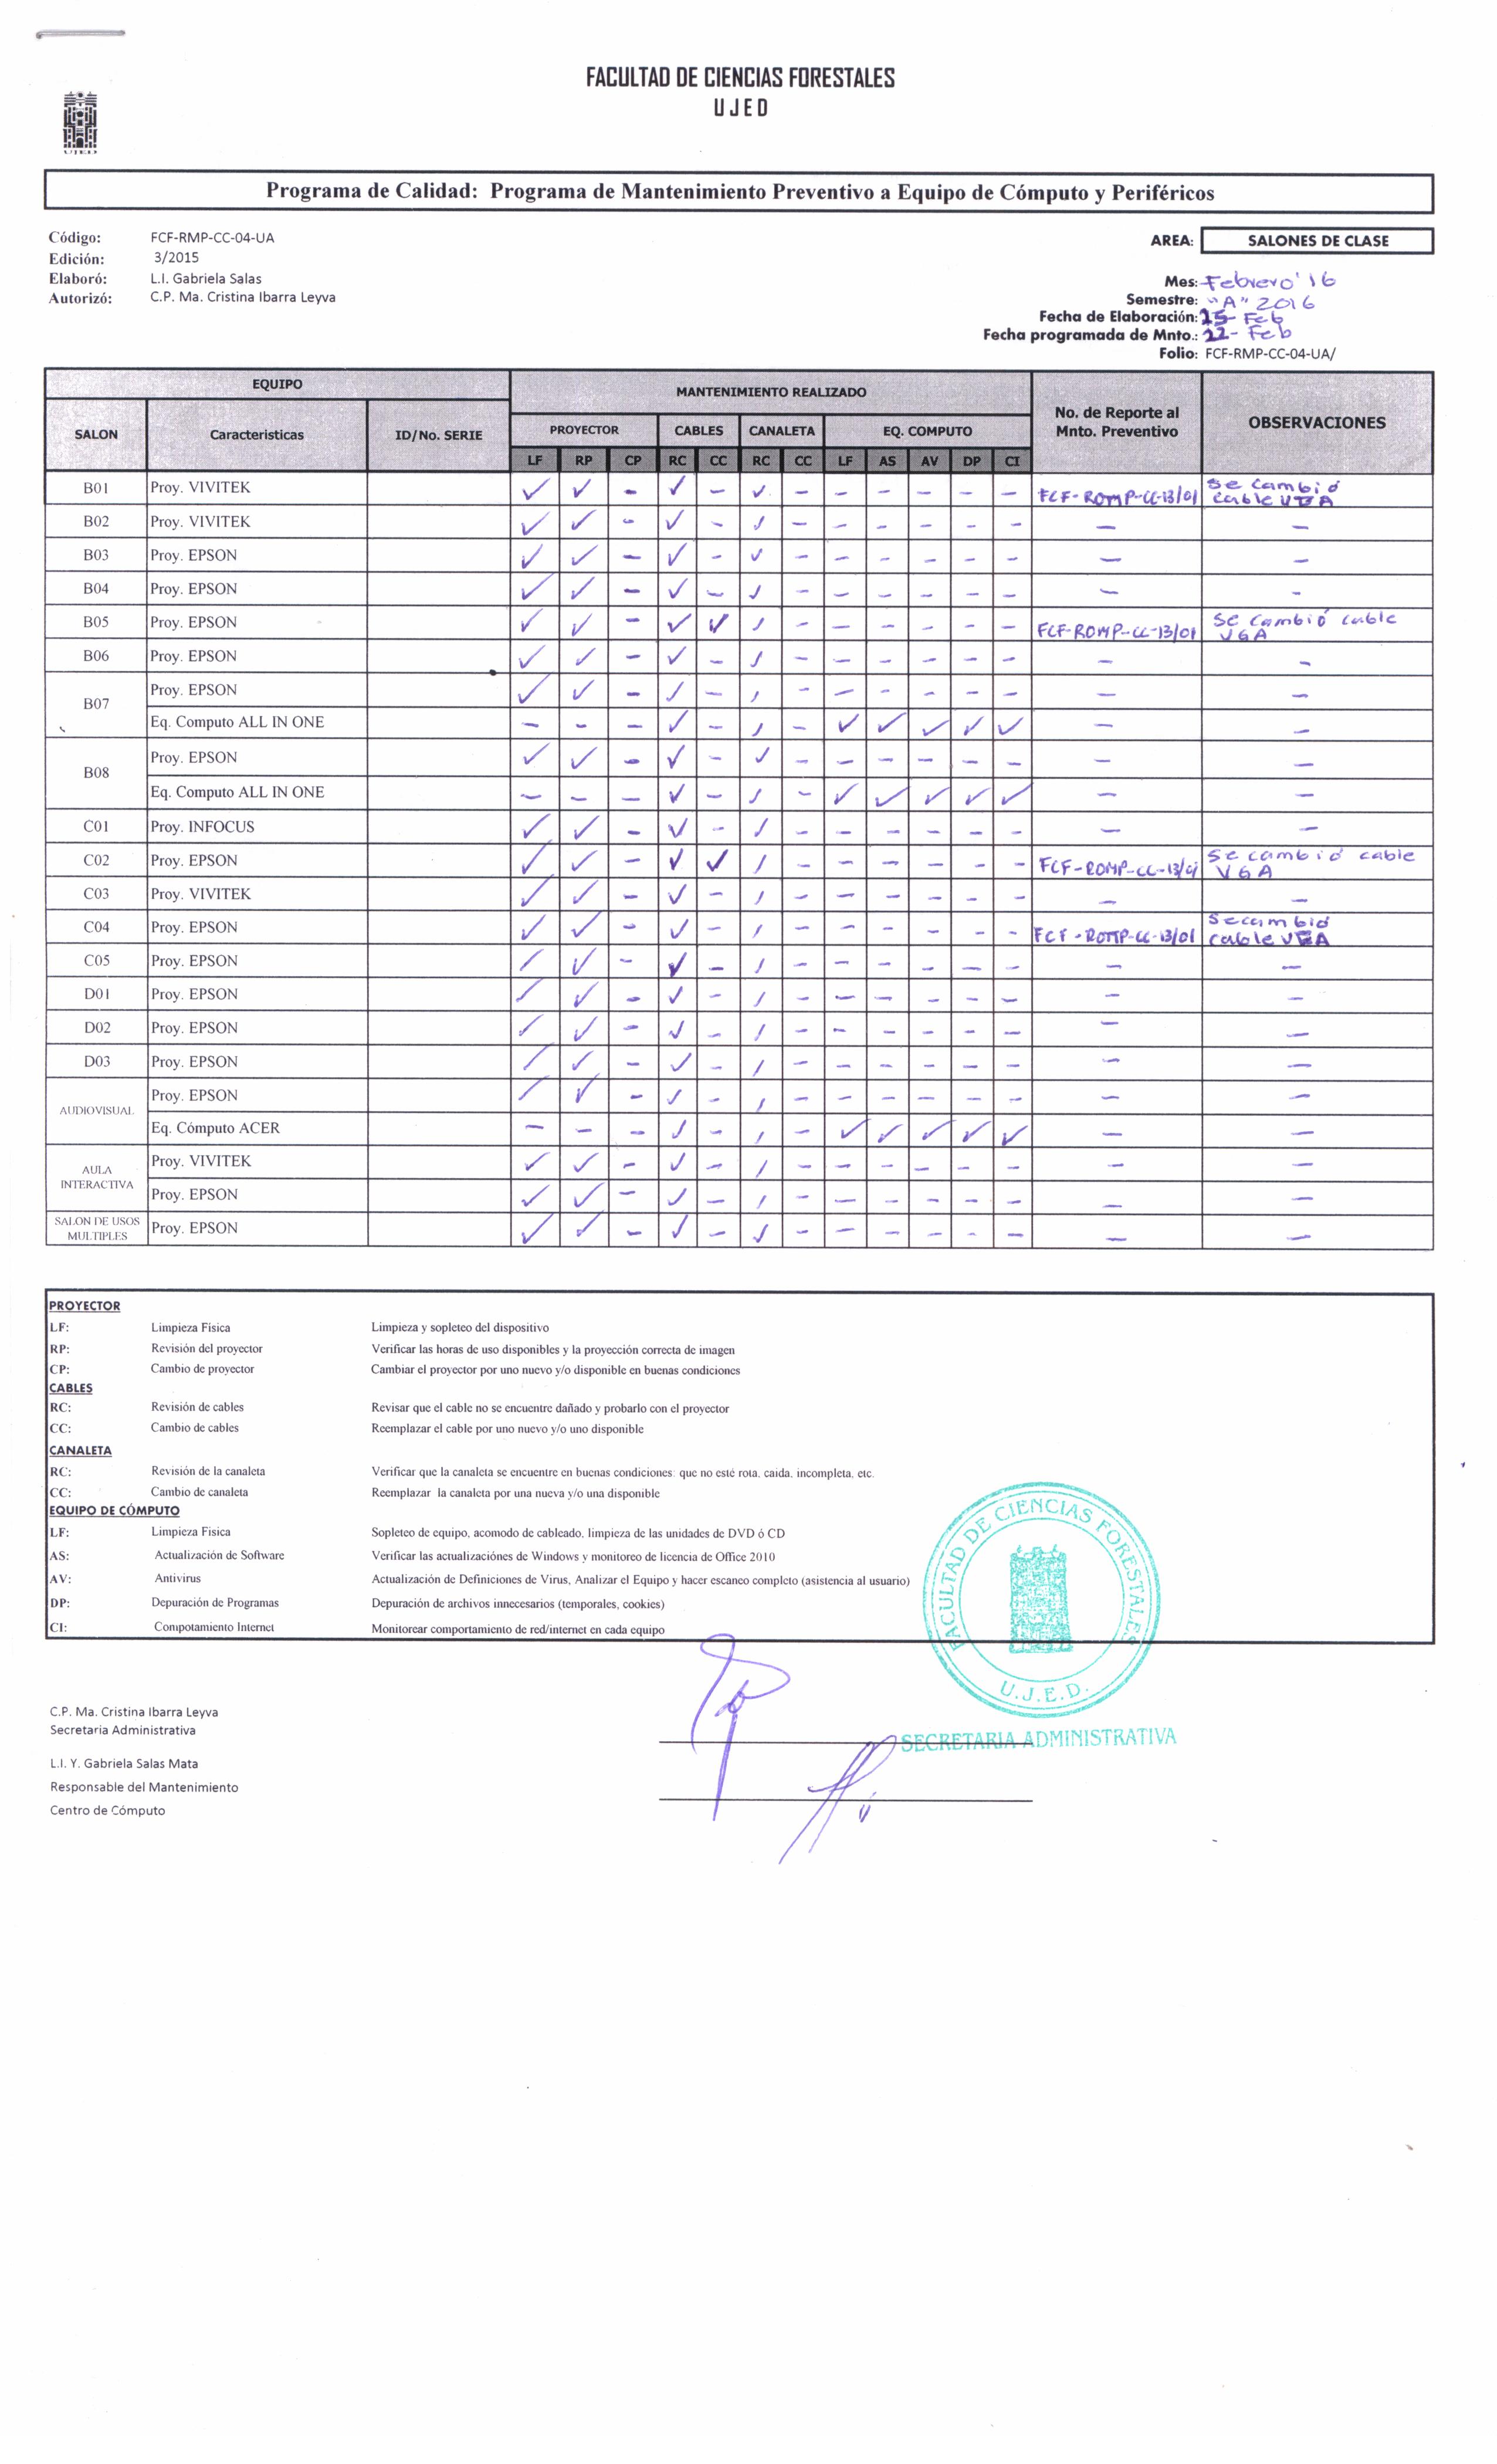 FACULTAD DE CIENCIAS FORESTALES
UJED
UJED
Programa de Calidad: Programa de Mantenimiento Preventivo a Equipo de Cómputo y Periféricos
Código: FCF-RMP-CC-04-UA
Edición: 3/2015
Elaboró: L.I. Gabriela Salas
Autorizó: C.P. Ma. Cristina Ibarra Leyva
AREA: SALONES DE CLASE
Mes: Febrero'16
Semestre: "A" 2016
Fecha de Elaboración: 15- Feb
Fecha programada de Mnto.: 22- Feb
Folio: FCF-RMP-CC-04-UA/
EQUIPO MANTENIMIENTO REALIZADO No. de Reporte al Mnto. Preventivo OBSERVACIONES
SALON Caracteristicas ID/No. SERIE PROYECTOR CABLES CANALETA EQ. COMPUTO
LF RP CP RC CC RC CC LF AS AV DP CI
B01 Proy. VIVITEK ✓ ✓ - ✓ - ✓ - - - - - - FCF-ROMP-CC-13/01 Se cambió cable VGA
B02 Proy. VIVITEK ✓ ✓ - ✓ - ✓ - - - - - - - -
B03 Proy. EPSON ✓ ✓ - ✓ - ✓ - - - - - - - -
B04 Proy. EPSON ✓ ✓ - ✓ - ✓ - - - - - - - -
B05 Proy. EPSON ✓ ✓ - ✓ ✓ ✓ - - - - - - FCF-ROMP-CC-13/01 Se cambió cable VGA
B06 Proy. EPSON ✓ ✓ - ✓ - ✓ - - - - - - - -
B07 Proy. EPSON ✓ ✓ - ✓ - ✓ - - - - - - - -
Eq. Computo ALL IN ONE - - - ✓ - ✓ - ✓ ✓ ✓ ✓ ✓ - -
B08 Proy. EPSON ✓ ✓ - ✓ - ✓ - - - - - - - -
Eq. Computo ALL IN ONE - - - ✓ - ✓ - ✓ ✓ ✓ ✓ ✓ - -
C01 Proy. INFOCUS ✓ ✓ - ✓ - ✓ - - - - - - - -
C02 Proy. EPSON ✓ ✓ - ✓ ✓ ✓ - - - - - - FCF-ROMP-CC-13/01 Se cambió cable VGA
C03 Proy. VIVITEK ✓ ✓ - ✓ - ✓ - - - - - - - -
C04 Proy. EPSON ✓ ✓ - ✓ - ✓ - - - - - - FCF-ROMP-CC-13/01 Se cambió cable VGA
C05 Proy. EPSON ✓ ✓ - ✓ - ✓ - - - - - - - -
D01 Proy. EPSON ✓ ✓ - ✓ - ✓ - - - - - - - -
D02 Proy. EPSON ✓ ✓ - ✓ - ✓ - - - - - - - -
D03 Proy. EPSON ✓ ✓ - ✓ - ✓ - - - - - - - -
AUDIOVISUAL Proy. EPSON ✓ ✓ - ✓ - ✓ - - - - - - - -
Eq. Cómputo ACER - - - ✓ - ✓ - ✓ ✓ ✓ ✓ ✓ - -
AULA INTERACTIVA Proy. VIVITEK ✓ ✓ - ✓ - ✓ - - - - - - - -
Proy. EPSON ✓ ✓ - ✓ - ✓ - - - - - - - -
SALON DE USOS MULTIPLES Proy. EPSON ✓ ✓ - ✓ - ✓ - - - - - - - -
PROYECTOR
LF: Limpieza Fisica Limpieza y sopleteo del dispositivo
RP: Revisión del proyector Verificar las horas de uso disponibles y la proyección correcta de imagen
CP: Cambio de proyector Cambiar el proyector por uno nuevo y/o disponible en buenas condiciones
CABLES
RC: Revisión de cables Revisar que el cable no se encuentre dañado y probarlo con el proyector
CC: Cambio de cables Reemplazar el cable por uno nuevo y/o uno disponible
CANALETA
RC: Revisión de la canaleta Verificar que la canaleta se encuentre en buenas condiciones: que no esté rota, caida, incompleta, etc.
CC: Cambio de canaleta Reemplazar la canaleta por una nueva y/o una disponible
EQUIPO DE CÓMPUTO
LF: Limpieza Fisica Sopleteo de equipo, acomodo de cableado, limpieza de las unidades de DVD ó CD
AS: Actualización de Software Verificar las actualizaciónes de Windows y monitoreo de licencia de Office 2010
AV: Antivirus Actualización de Definiciones de Virus, Analizar el Equipo y hacer escaneo completo (asistencia al usuario)
DP: Depuración de Programas Depuración de archivos innecesarios (temporales, cookies)
CI: Compotamiento Internet Monitorear comportamiento de red/internet en cada equipo
FACULTAD DE CIENCIAS FORESTALES
U.J.E.D.
SECRETARIA ADMINISTRATIVA
C.P. Ma. Cristina Ibarra Leyva
Secretaria Administrativa
L.I. Y. Gabriela Salas Mata
Responsable del Mantenimiento
Centro de Cómputo